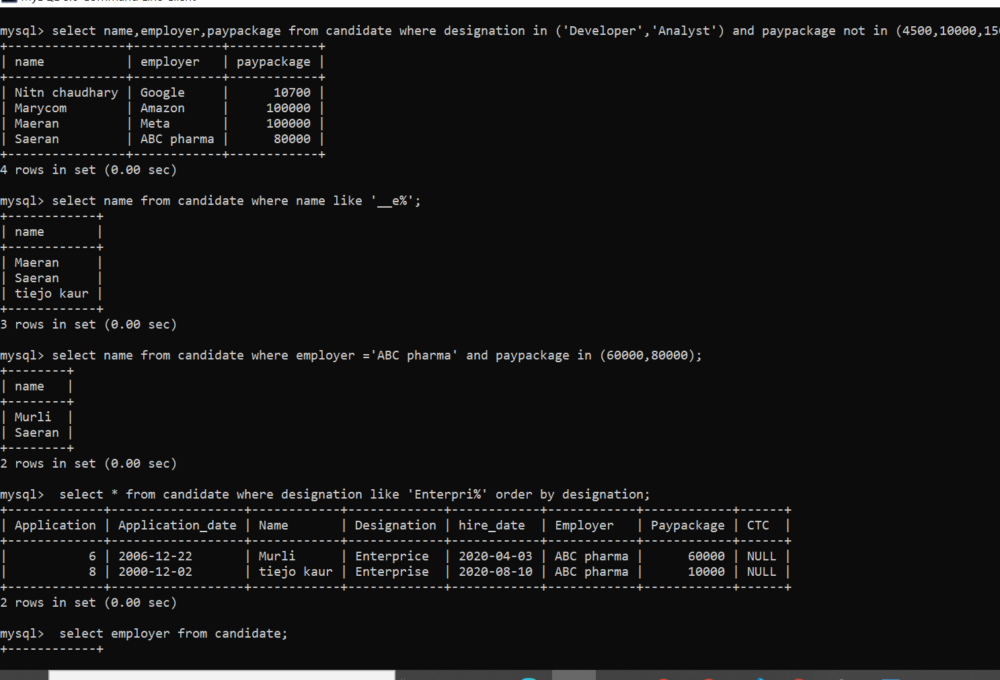 mysql> select name,employer,paypackage from candidate where designation in ('Developer','Analyst') and paypackage not in (4500,10000,
+----------------+------------+------------+
| name           | employer   | paypackage |
+----------------+------------+------------+
| Nitn chaudhary | Google     |      10700 |
| Marycom        | Amazon     |     100000 |
| Maeran         | Meta       |     100000 |
| Saeran         | ABC pharma |      80000 |
+----------------+------------+------------+
4 rows in set (0.00 sec)
mysql> select name from candidate where name like '__e%';
+------------+
| name       |
+------------+
| Maeran     |
| Saeran     |
| tiejo kaur |
+------------+
3 rows in set (0.00 sec)
mysql> select name from candidate where employer ='ABC pharma' and paypackage in (60000,80000);
+--------+
| name   |
+--------+
| Murli  |
| Saeran |
+--------+
2 rows in set (0.00 sec)
mysql>  select * from candidate where designation like 'Enterpri%' order by designation;
+-------------+------------------+------------+-------------+------------+------------+------------+------+
| Application | Application_date | Name       | Designation | hire_date  | Employer   | Paypackage | CTC  |
+-------------+------------------+------------+-------------+------------+------------+------------+------+
|           6 | 2006-12-22       | Murli      | Enterprice  | 2020-04-03 | ABC pharma |      60000 | NULL |
|           8 | 2000-12-02       | tiejo kaur | Enterprise  | 2020-08-10 | ABC pharma |      10000 | NULL |
+-------------+------------------+------------+-------------+------------+------------+------------+------+
2 rows in set (0.00 sec)
mysql>  select employer from candidate;
+------------+